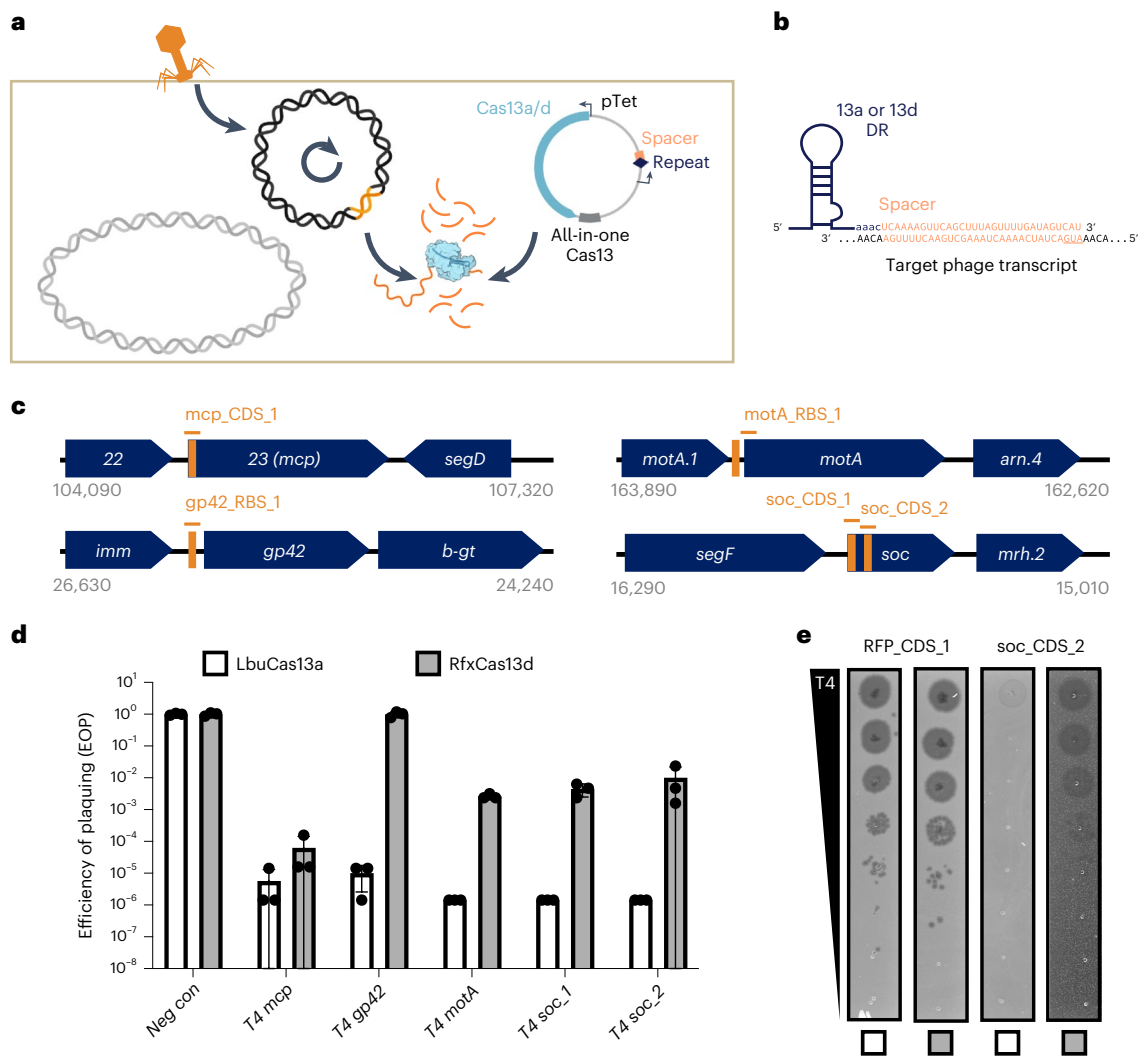 a
Cas13a/d
pTet
Spacer
Repeat
All-in-one
Cas13
b
13a or 13d
DR
Spacer
5′ aaacUCAAAAGUUCAGCUUUAGUUUUGAUAGUCAU 3′
3′ ...AACAAGUUUUCAAGUCGAAAUCAAAACUAUCAGUAAACA...5′
Target phage transcript
c
mcp_CDS_1
22
23 (mcp)
segD
104,090
107,320
gp42_RBS_1
imm
gp42
b-gt
26,630
24,240
motA_RBS_1
motA.1
motA
arn.4
163,890
162,620
soc_CDS_1
soc_CDS_2
segF
soc
mrh.2
16,290
15,010
d
LbuCas13a
RfxCas13d
Efficiency of plaquing (EOP)
10¹
10⁰
10⁻¹
10⁻²
10⁻³
10⁻⁴
10⁻⁵
10⁻⁶
10⁻⁷
10⁻⁸
Neg con
T4 mcp
T4 gp42
T4 motA
T4 soc_1
T4 soc_2
e
RFP_CDS_1
soc_CDS_2
T4